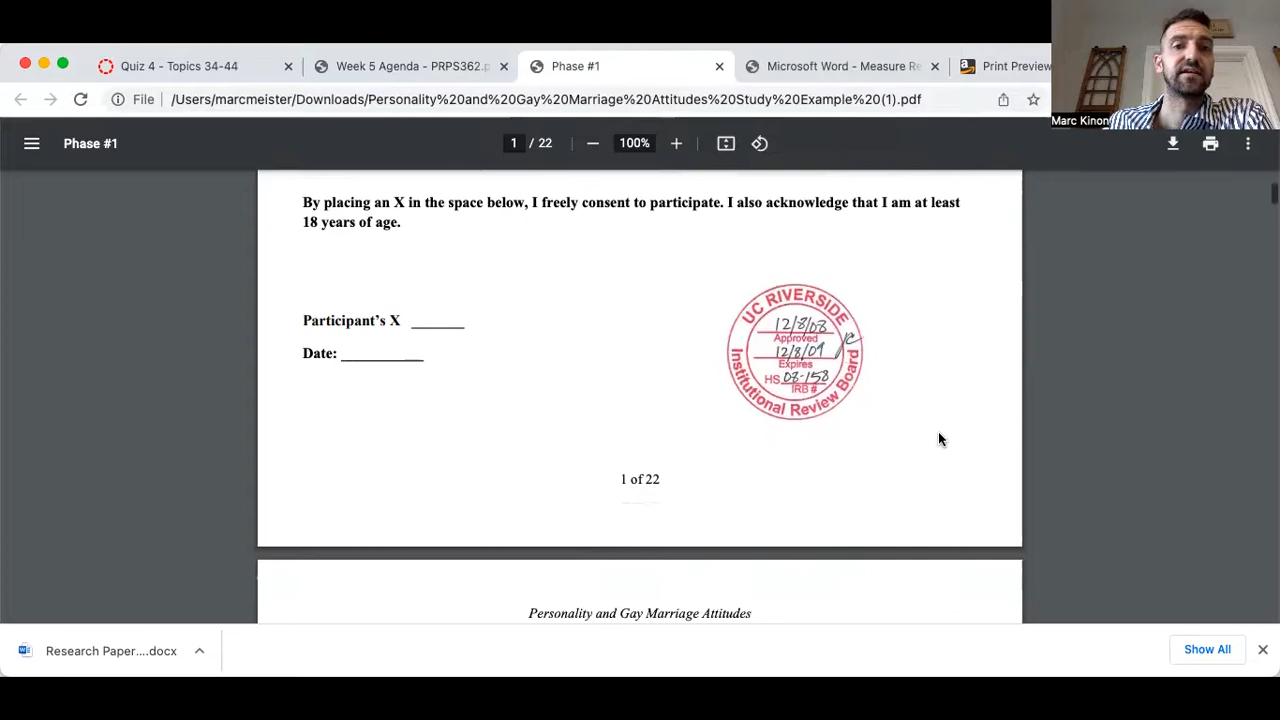 Quiz 4 - Topics 34-44
Week 5 Agenda - PRPS362.p
Phase #1
Microsoft Word - Measure Re
Print Preview
File
/Users/marcmeister/Downloads/Personality%20and%20Gay%20Marriage%20Attitudes%20Study%20Example%20(1).pdf
Marc Kinon
Phase #1
1 / 22
100%
By placing an X in the space below, I freely consent to participate. I also acknowledge that I am at least
18 years of age.
Participant’s X ______
Date: __________
UC RIVERSIDE
12/8/08
Approved
12/8/09
Expires
HS 08-158
IRB #
Institutional Review Board
1 of 22
Personality and Gay Marriage Attitudes
Research Paper....docx
Show All